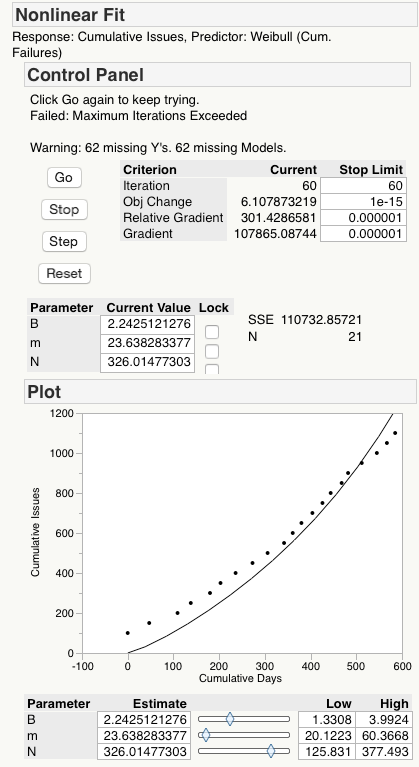 Nonlinear Fit
Response: Cumulative Issues, Predictor: Weibull (Cum.
Failures)
Control Panel
Click Go again to keep trying.
Failed: Maximum Iterations Exceeded
Warning: 62 missing Y's. 62 missing Models.
Go
Stop
Step
Reset
Criterion Current Stop Limit
Iteration 60 60
Obj Change 6.107873219 1e-15
Relative Gradient 301.4286581 0.000001
Gradient 107865.08744 0.000001
Parameter Current Value Lock
B 2.2425121276
m 23.638283377
N 326.01477303
SSE 110732.85721
N 21
Plot
Cumulative Issues
1200
1000
800
600
400
200
0
-100 0 100 200 300 400 500 600
Cumulative Days
Parameter Estimate Low High
B 2.2425121276 1.3308 3.9924
m 23.638283377 20.1223 60.3668
N 326.01477303 125.831 377.493